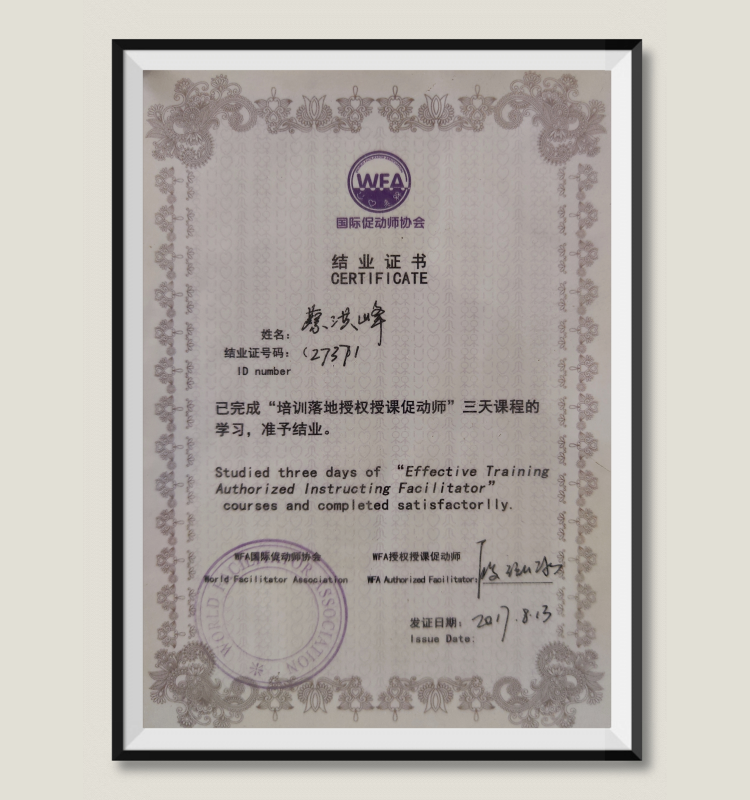 WFA
国际促动师协会
结业证书
CERTIFICATE
姓名： 蔡洪峰
结业证号码：
ID number
已完成“培训落地授权授课促动师”三天课程的
学习，准予结业。
Studied three days of “Effective Training
Authorized Instructing Facilitator”
courses and completed satisfactorlly.
WFA国际促动师协会
World Facilitator Association
WORLD FACILITATOR ASSOCIATION
WFA授权授课促动师
WFA Authorized Facilitator:
发证日期： 2017.8.13
Issue Date: